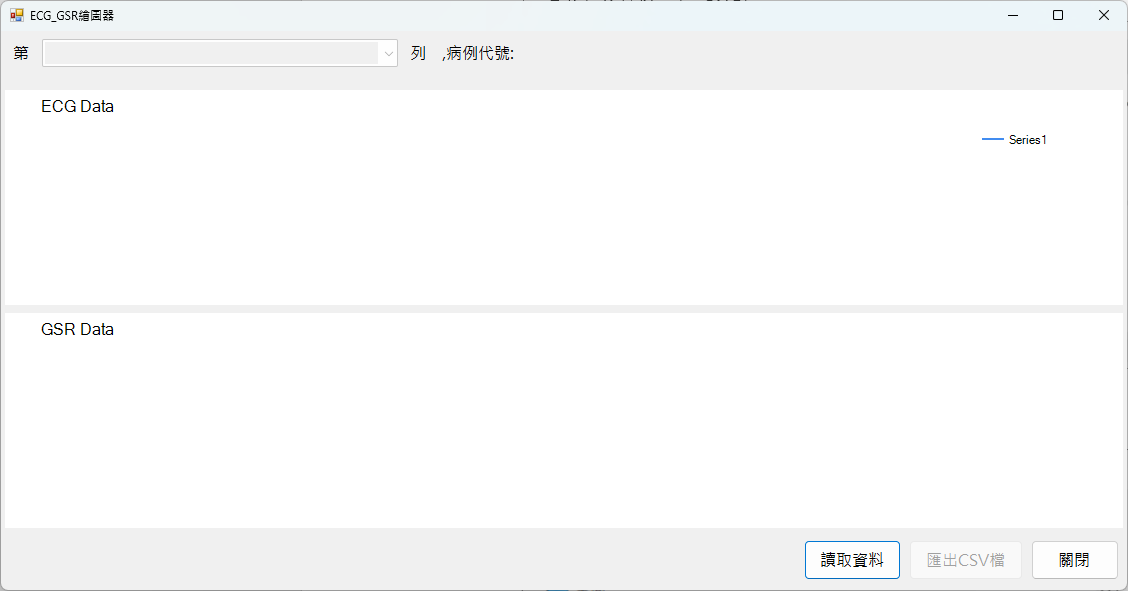 ECG_GSR繪圖器
第 列 ,病例代號:
ECG Data
Series1
GSR Data
讀取資料 匯出CSV檔 關閉